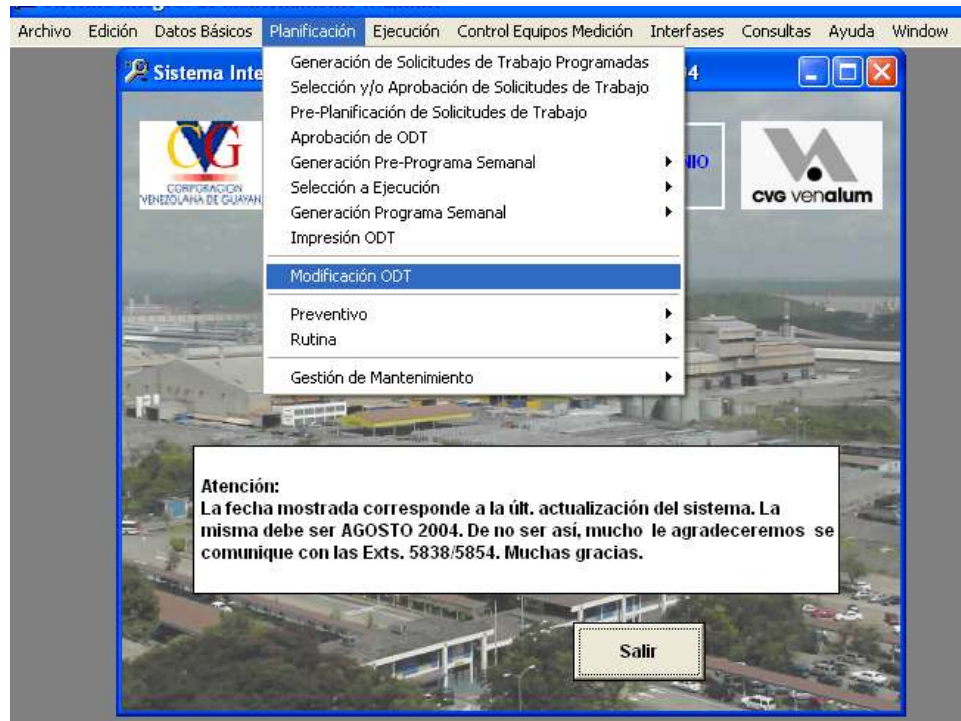 Archivo Edición Datos Básicos Planificación Ejecución Control Equipos Medición Interfases Consultas Ayuda Window
Sistema Inte
4
Generación de Solicitudes de Trabajo Programadas
Selección y/o Aprobación de Solicitudes de Trabajo
Pre-Planificación de Solicitudes de Trabajo
Aprobación de ODT
Generación Pre-Programa Semanal
Selección a Ejecución
Generación Programa Semanal
Impresión ODT
Modificación ODT
Preventivo
Rutina
Gestión de Mantenimiento
CVG
CORPORACION
VENEZOLANA DE GUAYAN
NIO
CVG venalum
Atención:
La fecha mostrada corresponde a la últ. actualización del sistema. La
misma debe ser AGOSTO 2004. De no ser así, mucho le agradeceremos se
comunique con las Exts. 5838/5854. Muchas gracias.
Salir